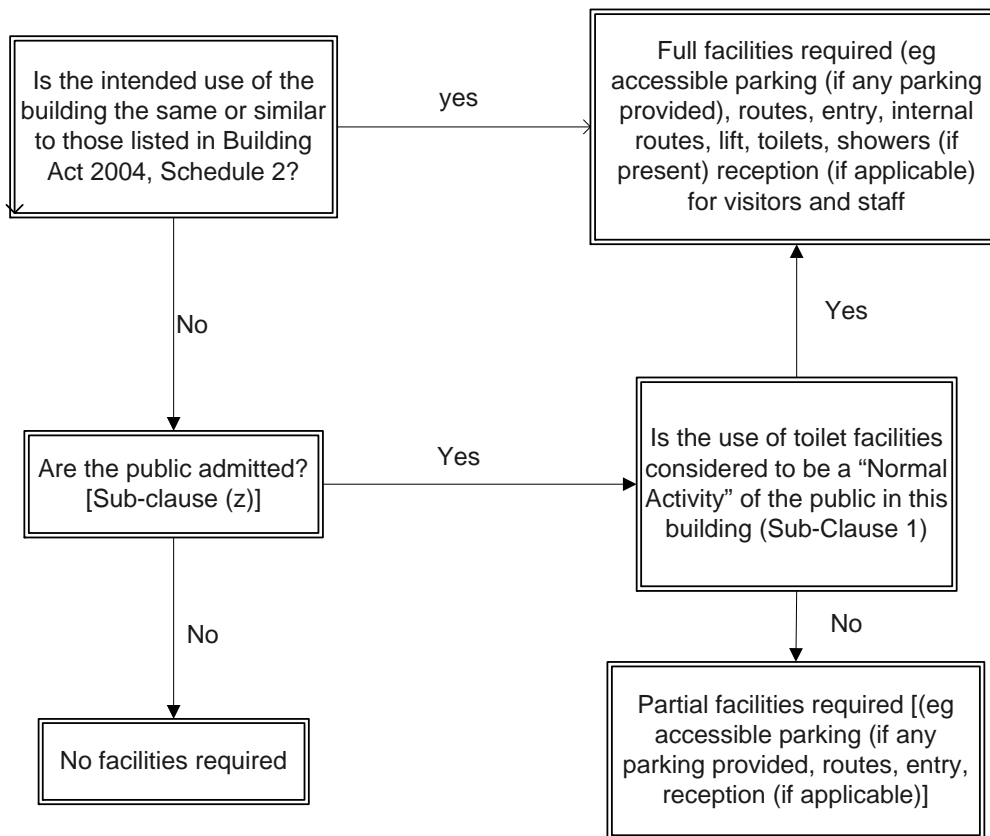 Is the intended use of the
building the same or similar
to those listed in Building
Act 2004, Schedule 2?
yes
Full facilities required (eg
accessible parking (if any parking
provided), routes, entry, internal
routes, lift, toilets, showers (if
present) reception (if applicable)
for visitors and staff
No
Yes
Are the public admitted?
[Sub-clause (z)]
Yes
Is the use of toilet facilities
considered to be a “Normal
Activity” of the public in this
building (Sub-Clause 1)
No
No
No facilities required
Partial facilities required [(eg
accessible parking (if any
parking provided, routes, entry,
reception (if applicable)]